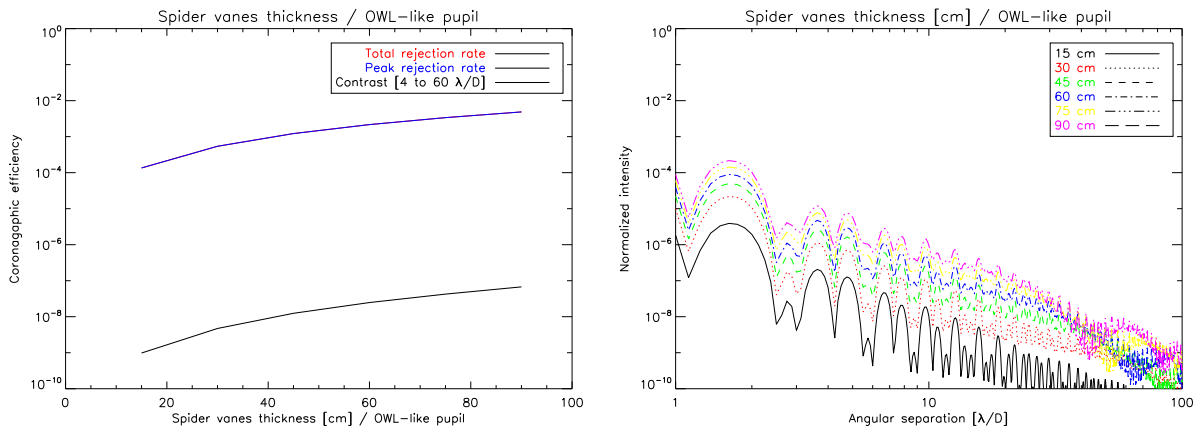 Spider vanes thickness / OWL-like pupil
10^0
10^-2
10^-4
10^-6
10^-8
10^-10
Coronagraphic efficiency
Total rejection rate
Peak rejection rate
Contrast [4 to 60 λ/D]
0 20 40 60 80 100
Spider vanes thickness [cm] / OWL-like pupil
Spider vanes thickness [cm] / OWL-like pupil
10^0
10^-2
10^-4
10^-6
10^-8
10^-10
Normalized intensity
15 cm
30 cm
45 cm
60 cm
75 cm
90 cm
1 10 100
Angular separation [λ/D]